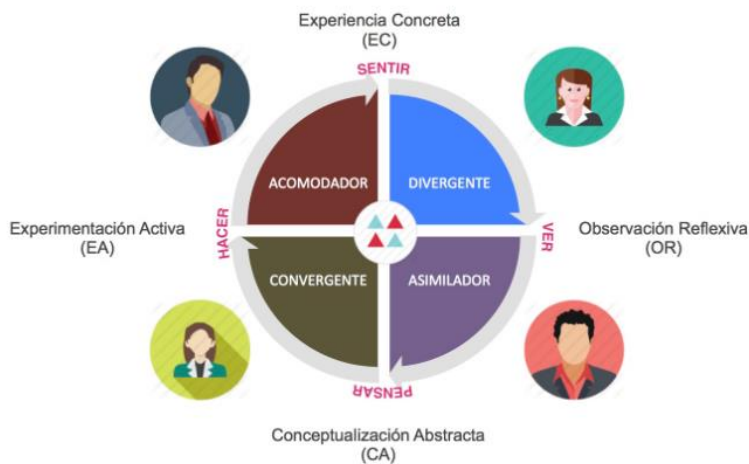 Experiencia Concreta
(EC)
SENTIR
ACOMODADOR
DIVERGENTE
Experimentación Activa
(EA)
HACER
VER
Observación Reflexiva
(OR)
CONVERGENTE
ASIMILADOR
PENSAR
Conceptualización Abstracta
(CA)